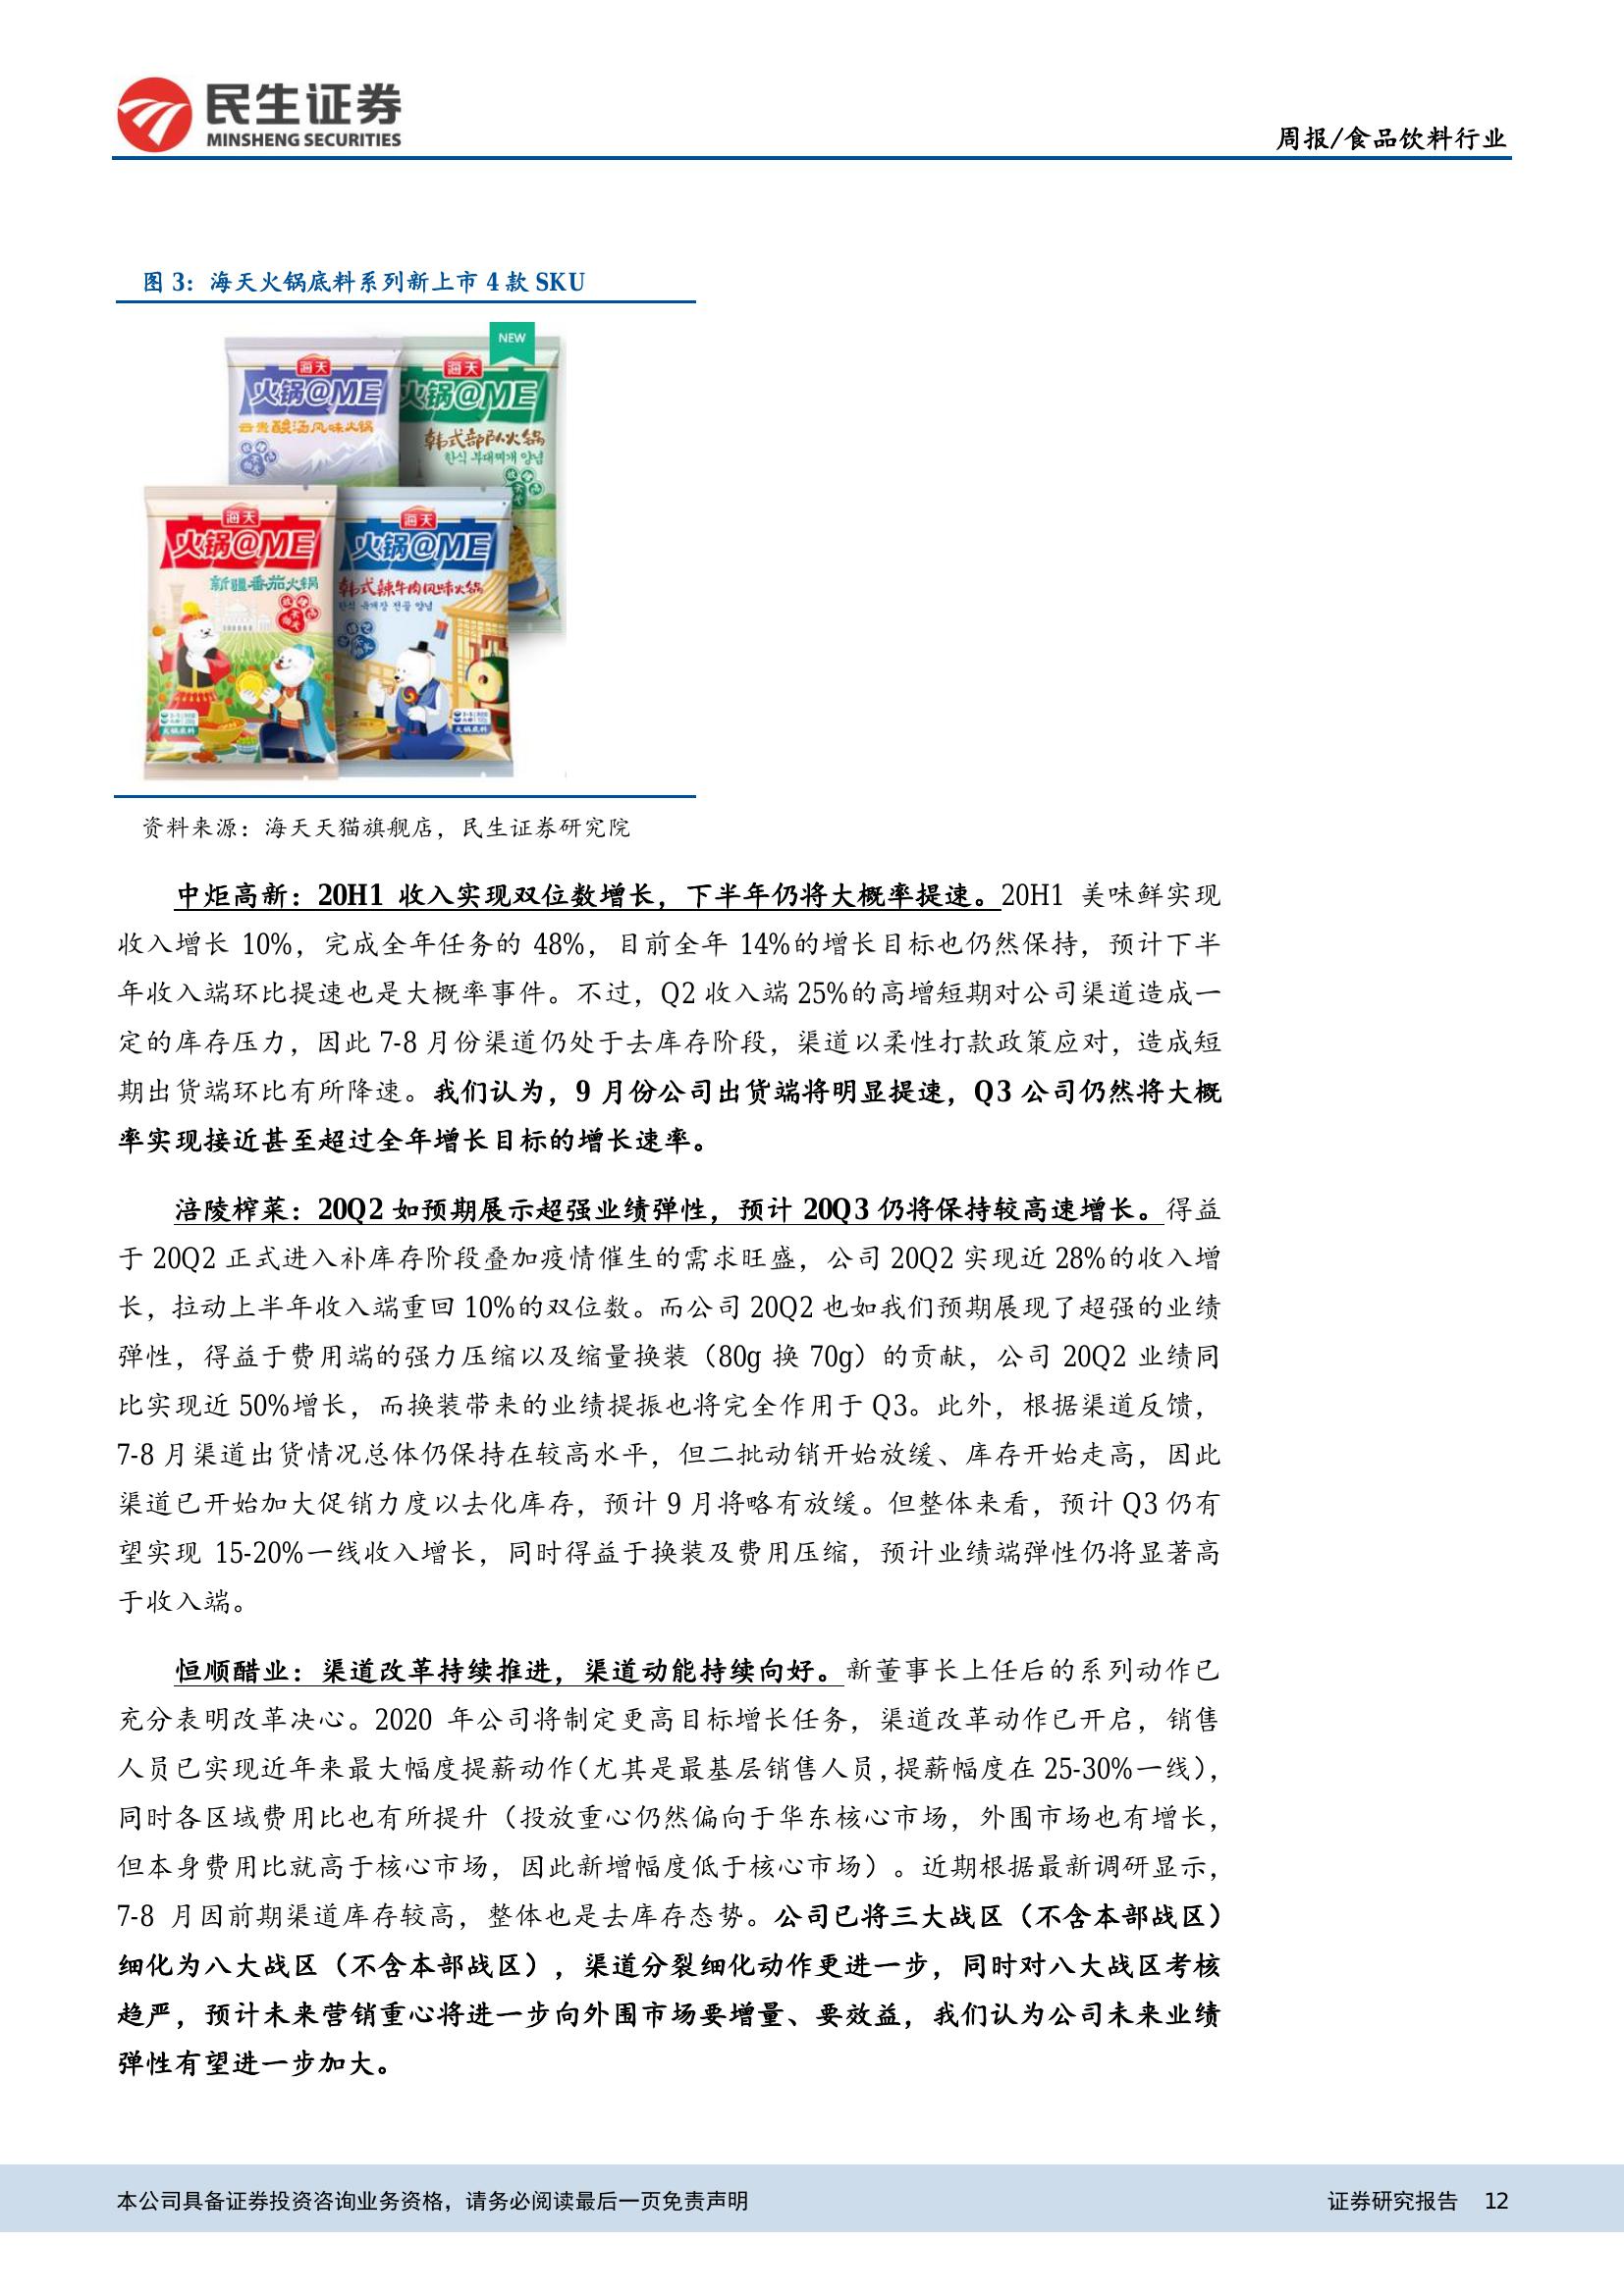 民生证券
MINSHENG SECURITIES
周报/食品饮料行业
图 3：海天火锅底料系列新上市 4 款 SKU
NEW
海天
火锅@ME
云贵酸汤风味火锅
海天
火锅@ME
韩式部队火锅
한식 부대찌개 양념
海天
火锅@ME
新疆番茄火锅
火锅底料
海天
火锅@ME
韩式辣牛肉风味火锅
火锅底料
资料来源：海天天猫旗舰店，民生证券研究院
中炬高新：20H1 收入实现双位数增长，下半年仍将大概率提速。20H1 美味鲜实现
收入增长 10%，完成全年任务的 48%，目前全年 14%的增长目标也仍然保持，预计下半
年收入端环比提速也是大概率事件。不过，Q2 收入端 25%的高增短期对公司渠道造成一
定的库存压力，因此 7-8 月份渠道仍处于去库存阶段，渠道以柔性打款政策应对，造成短
期出货端环比有所降速。我们认为，9 月份公司出货端将明显提速，Q3 公司仍然将大概
率实现接近甚至超过全年增长目标的增长速率。
涪陵榨菜：20Q2 如预期展示超强业绩弹性，预计 20Q3 仍将保持较高速增长。得益
于 20Q2 正式进入补库存阶段叠加疫情催生的需求旺盛，公司 20Q2 实现近 28%的收入增
长，拉动上半年收入端重回 10%的双位数。而公司 20Q2 也如我们预期展现了超强的业绩
弹性，得益于费用端的强力压缩以及缩量换装（80g 换 70g）的贡献，公司 20Q2 业绩同
比实现近 50%增长，而换装带来的业绩提振也将完全作用于 Q3。此外，根据渠道反馈，
7-8 月渠道出货情况总体仍保持在较高水平，但二批动销开始放缓、库存开始走高，因此
渠道已开始加大促销力度以去化库存，预计 9 月将略有放缓。但整体来看，预计 Q3 仍有
望实现 15-20%一线收入增长，同时得益于换装及费用压缩，预计业绩端弹性仍将显著高
于收入端。
恒顺醋业：渠道改革持续推进，渠道动能持续向好。新董事长上任后的系列动作已
充分表明改革决心。2020 年公司将制定更高目标增长任务，渠道改革动作已开启，销售
人员已实现近年来最大幅度提薪动作（尤其是最基层销售人员，提薪幅度在 25-30%一线），
同时各区域费用比也有所提升（投放重心仍然偏向于华东核心市场，外围市场也有增长，
但本身费用比就高于核心市场，因此新增幅度低于核心市场）。近期根据最新调研显示，
7-8 月因前期渠道库存较高，整体也是去库存态势。公司已将三大战区（不含本部战区）
细化为八大战区（不含本部战区），渠道分裂细化动作更进一步，同时对八大战区考核
趋严，预计未来营销重心将进一步向外围市场要增量、要效益，我们认为公司未来业绩
弹性有望进一步加大。
本公司具备证券投资咨询业务资格，请务必阅读最后一页免责声明
证券研究报告 12